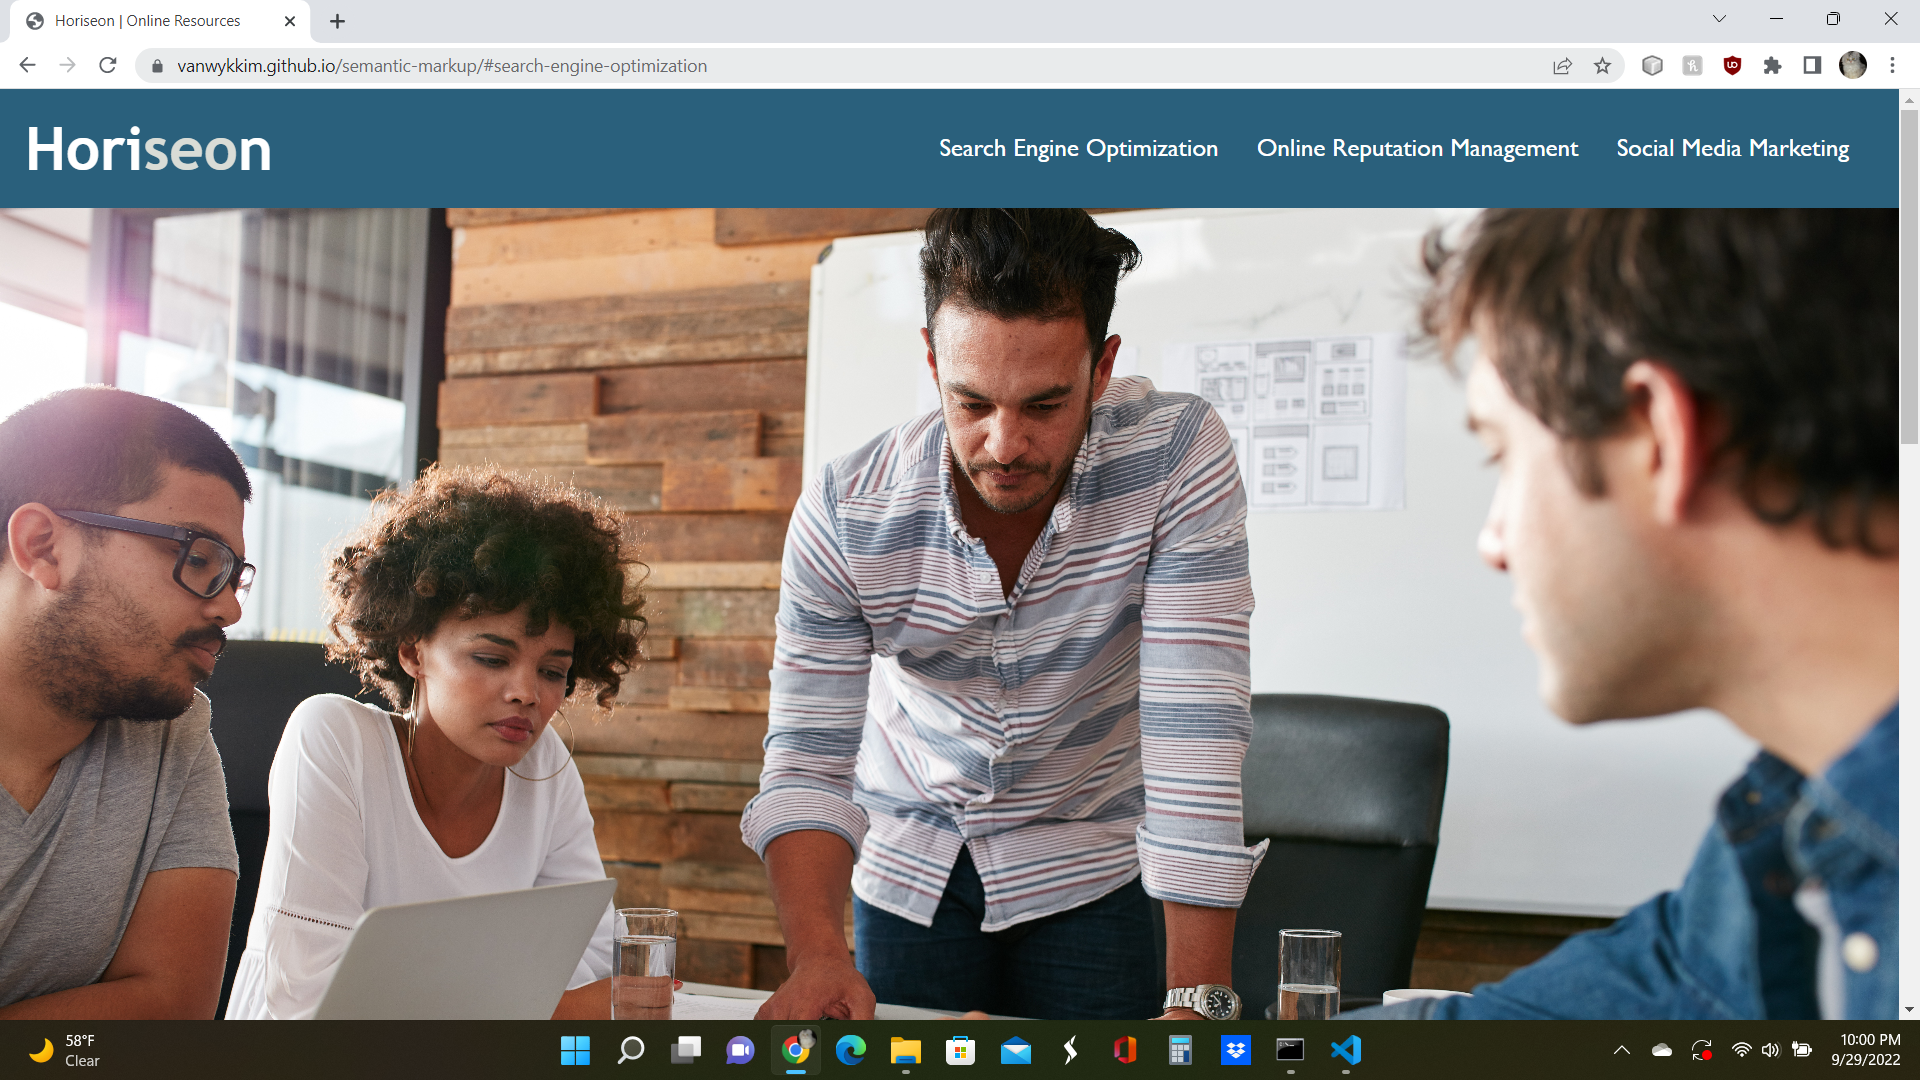 Horiseon | Online Resources
vanwykkim.github.io/semantic-markup/#search-engine-optimization
Horiseon
Search Engine Optimization Online Reputation Management Social Media Marketing
58°F
Clear
10:00 PM
9/29/2022